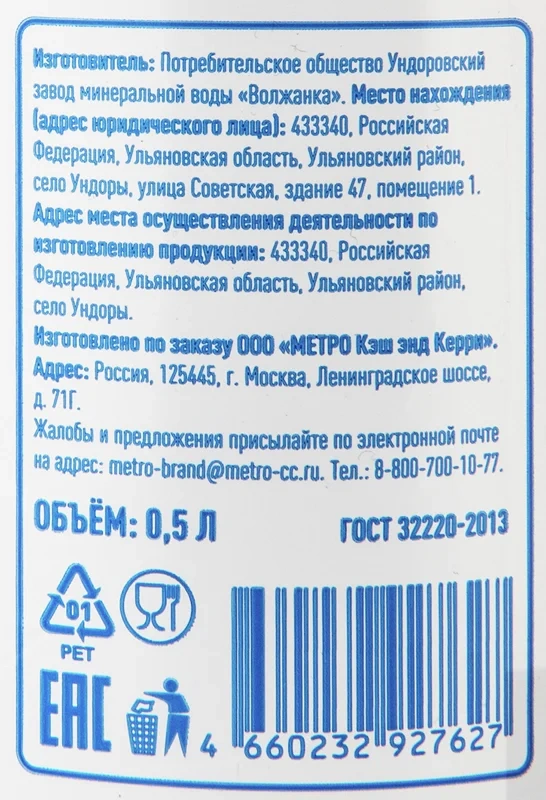 Изготовитель: Потребительское общество Ундоровский
завод минеральной воды «Волжанка». Место нахождения
(адрес юридического лица): 433340, Российская
Федерация, Ульяновская область, Ульяновский район,
село Ундоры, улица Советская, здание 47, помещение 1.
Адрес места осуществления деятельности по
изготовлению продукции: 433340, Российская
Федерация, Ульяновская область, Ульяновский район,
село Ундоры.
Изготовлено по заказу ООО «МЕТРО Кэш энд Керри».
Адрес: Россия, 125445, г. Москва, Ленинградское шоссе,
д. 71Г.
Жалобы и предложения присылайте по электронной почте
на адрес: metro-brand@metro-cc.ru. Тел.: 8-800-700-10-77.
ОБЪЁМ: 0,5 Л
ГОСТ 32220-2013
01
PET
EAC
4 660232 927627